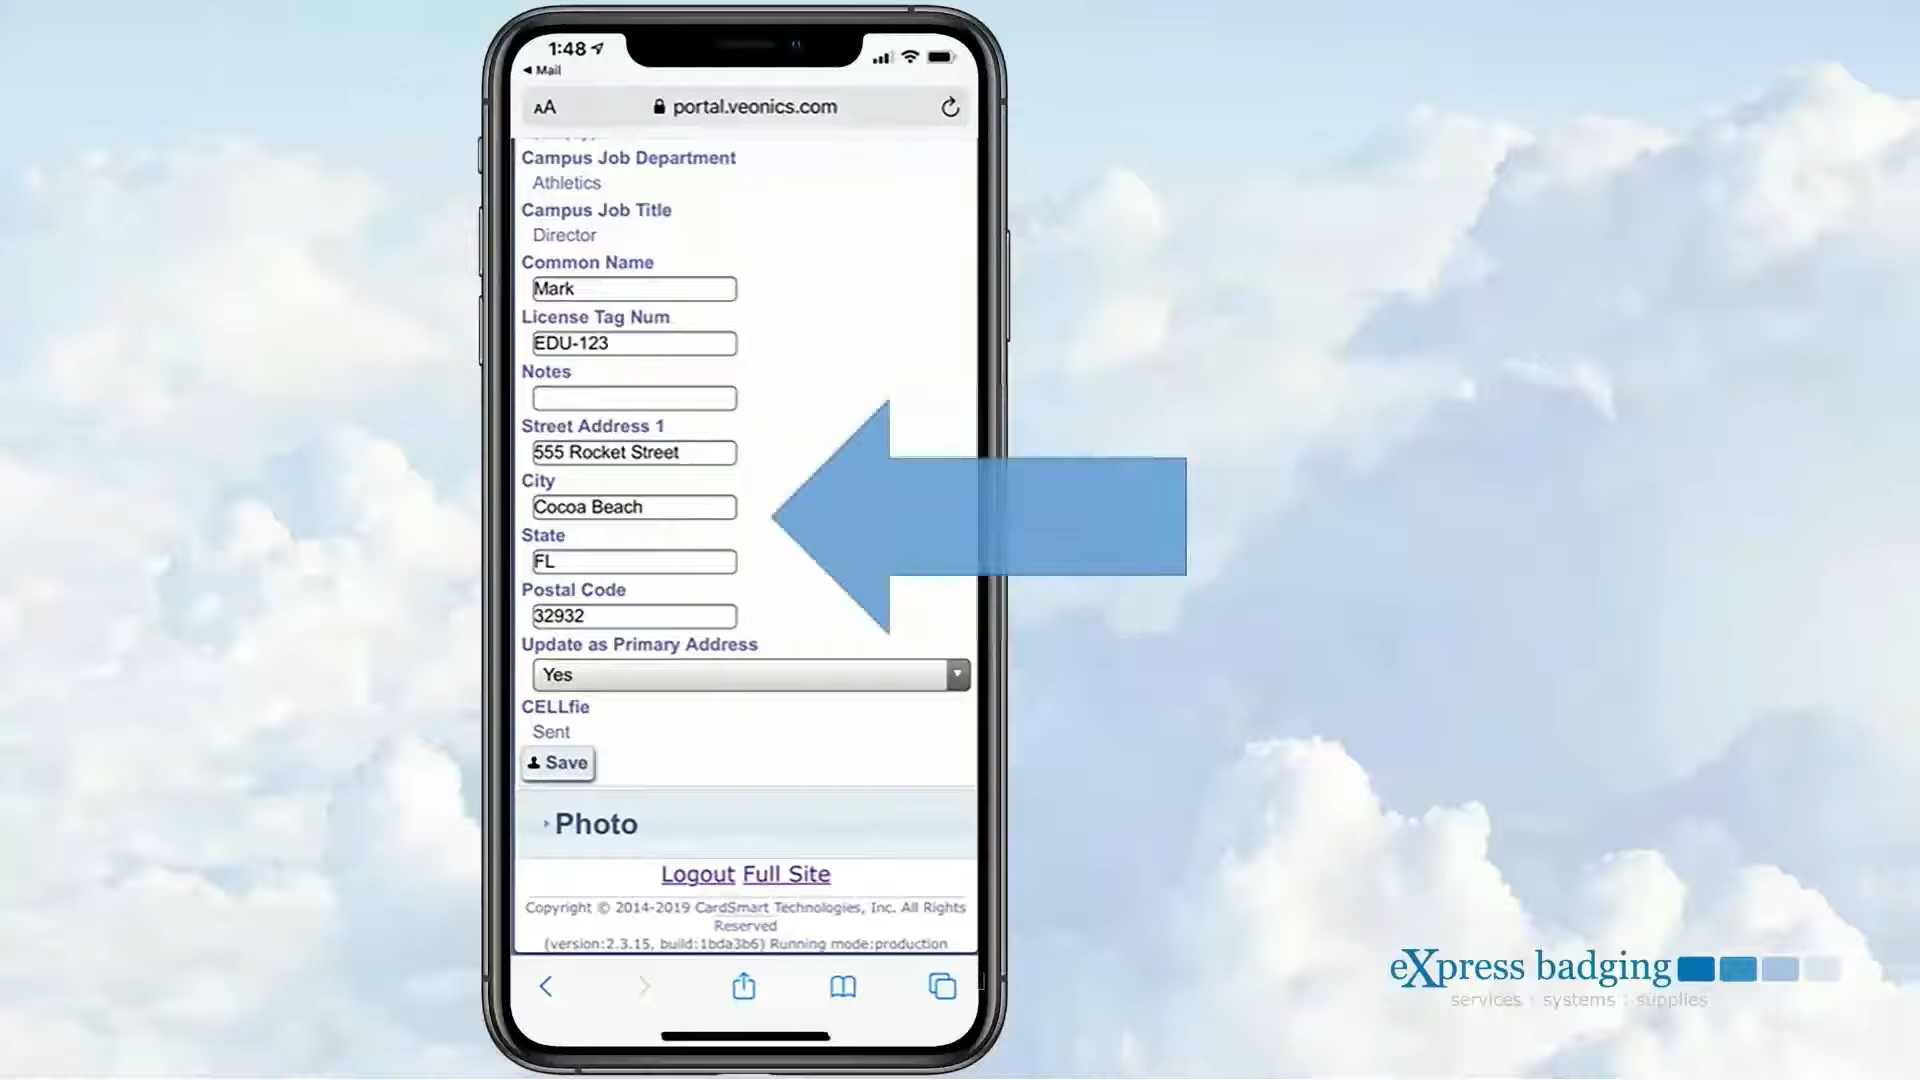 1:48
Mail
AA portal.veonics.com
Campus Job Department
Athletics
Campus Job Title
Director
Common Name
Mark
License Tag Num
EDU-123
Notes
Street Address 1
555 Rocket Street
City
Cocoa Beach
State
FL
Postal Code
32932
Update as Primary Address
Yes
CELLfie
Sent
Save
Photo
Logout Full Site
Copyright © 2014-2019 CardSmart Technologies, Inc. All Rights
Reserved
(version:2.3.15, build:1bda3b6) Running mode:production
eXpress badging
services : systems : supplies